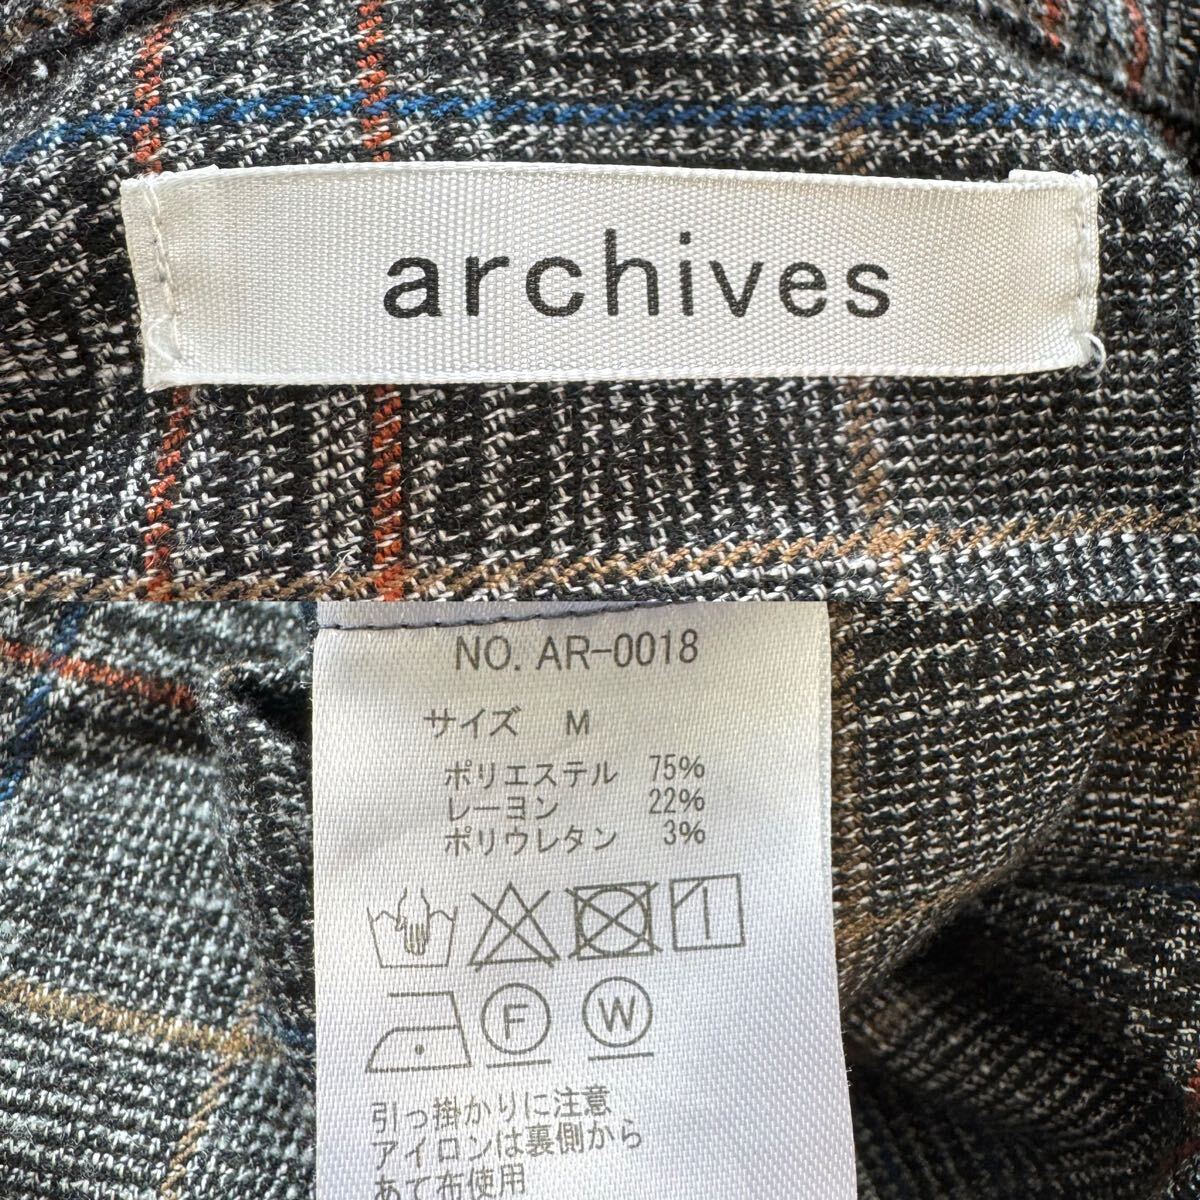 archives
NO. AR-0018
サイズ M
ポリエステル 75%
レーヨン 22%
ポリウレタン 3%
F W
引っ掛かりに注意
アイロンは裏側から
あて布使用